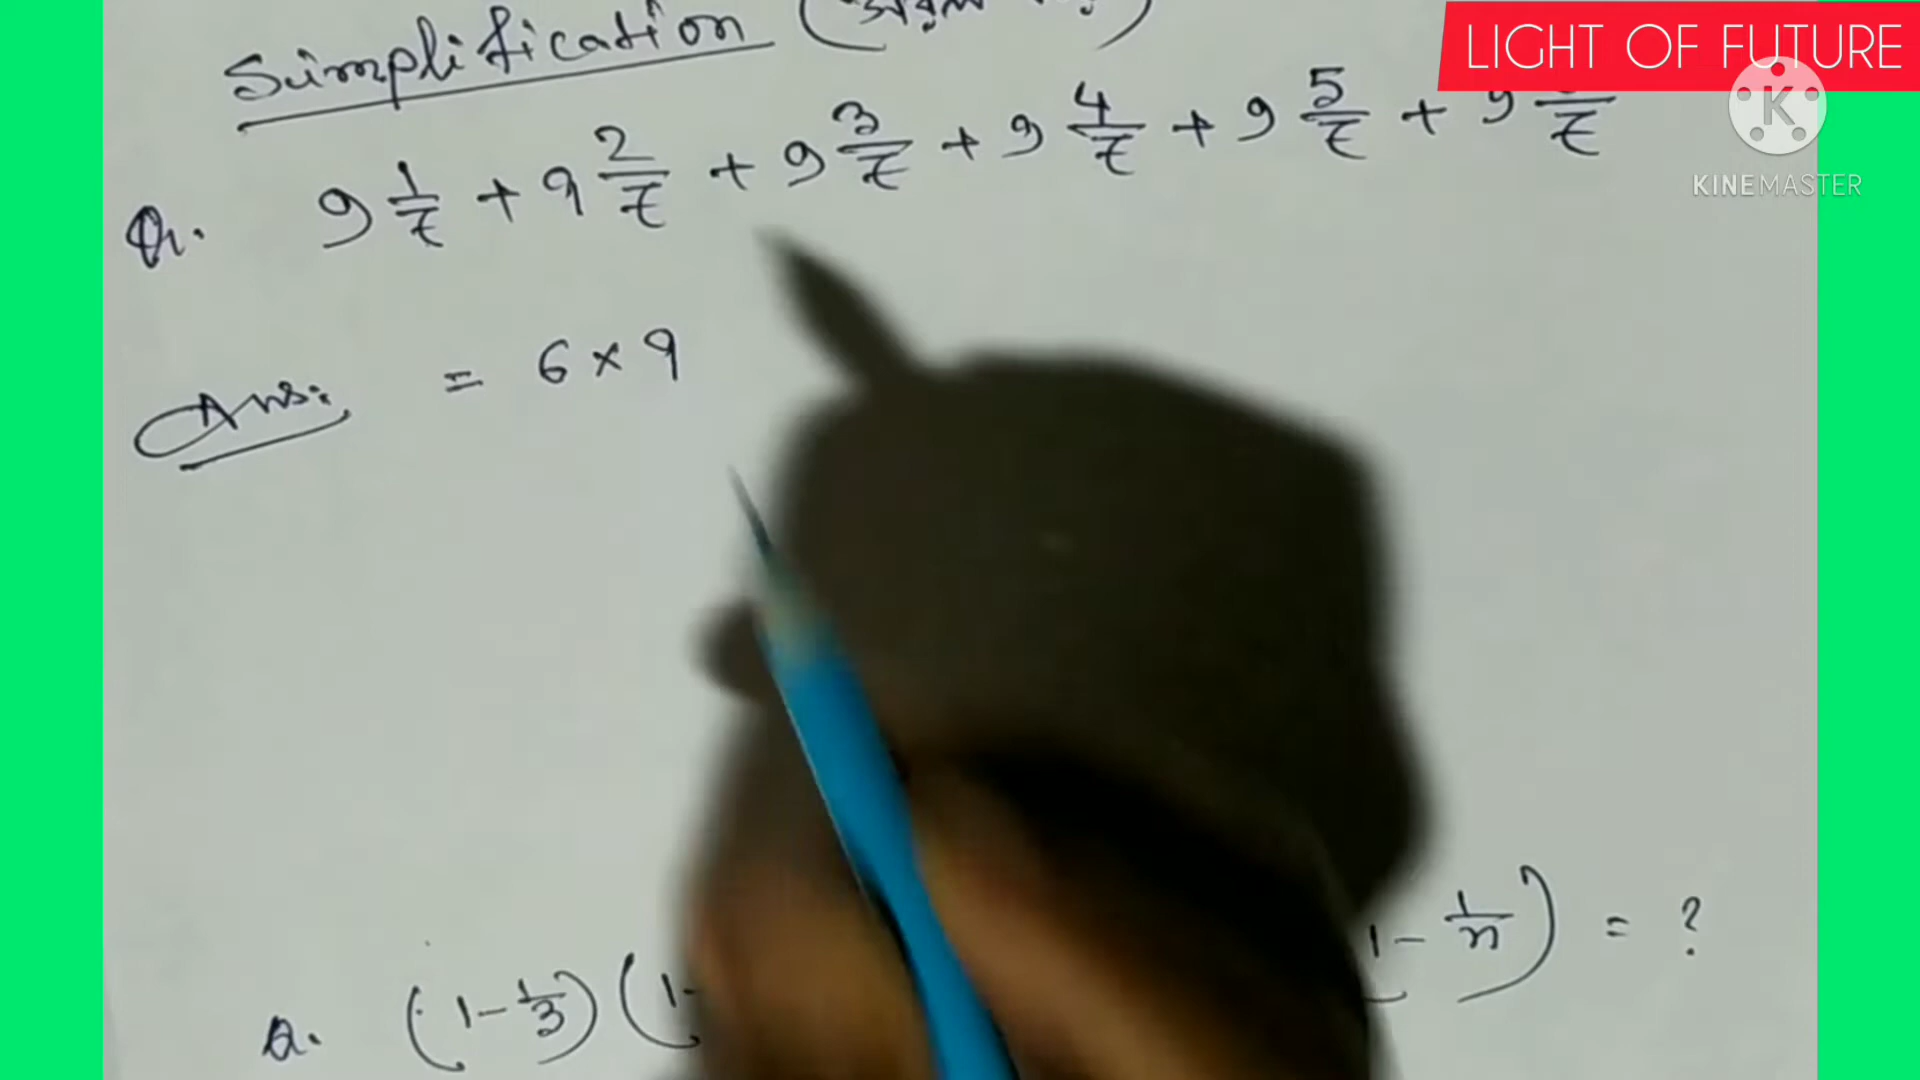 LIGHT OF FUTURE
KINEMASTER
Simplification
Q. 9 1/7 + 9 2/7 + 9 3/7 + 9 4/7 + 9 5/7 + 9 /7
Ans: = 6 × 9
Q. (1 - 1/3) (1 - 1 - 1/n) = ?